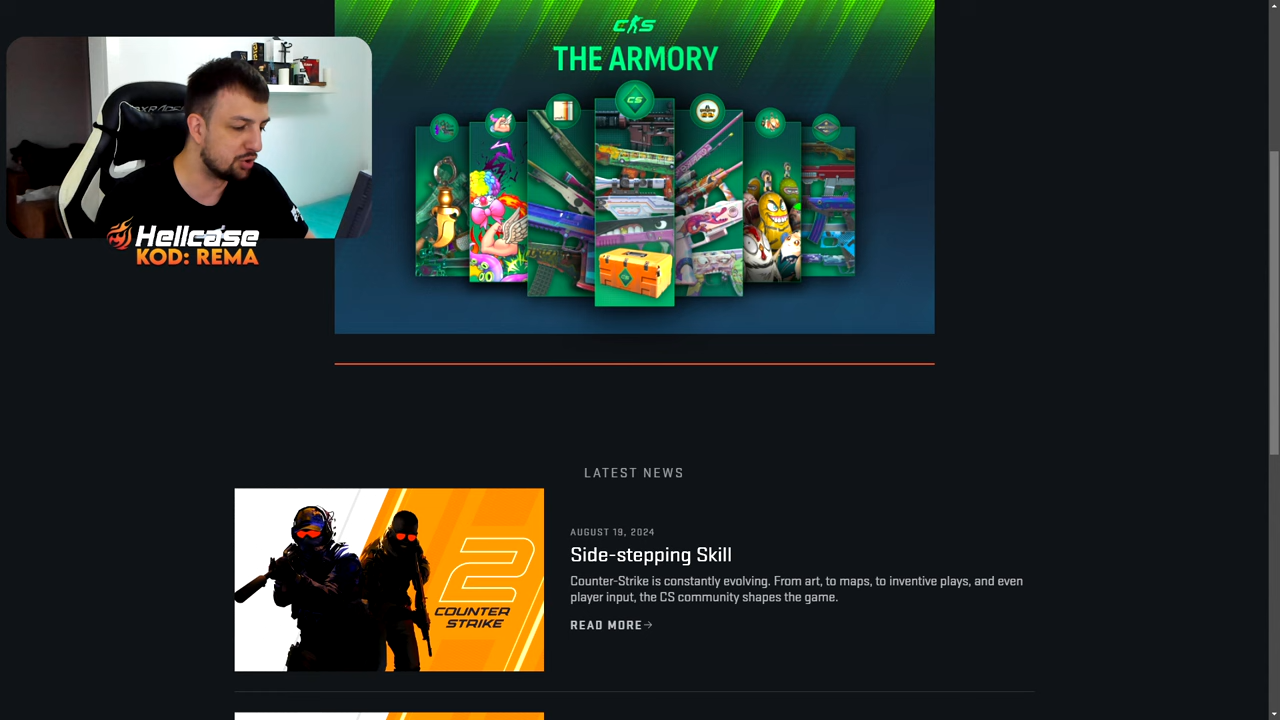 CS
THE ARMORY
CS
Hellcase
KOD: REMA
LATEST NEWS
2
COUNTER
STRIKE
AUGUST 19, 2024
Side-stepping Skill
Counter-Strike is constantly evolving. From art, to maps, to inventive plays, and even
player input, the CS community shapes the game.
READ MORE